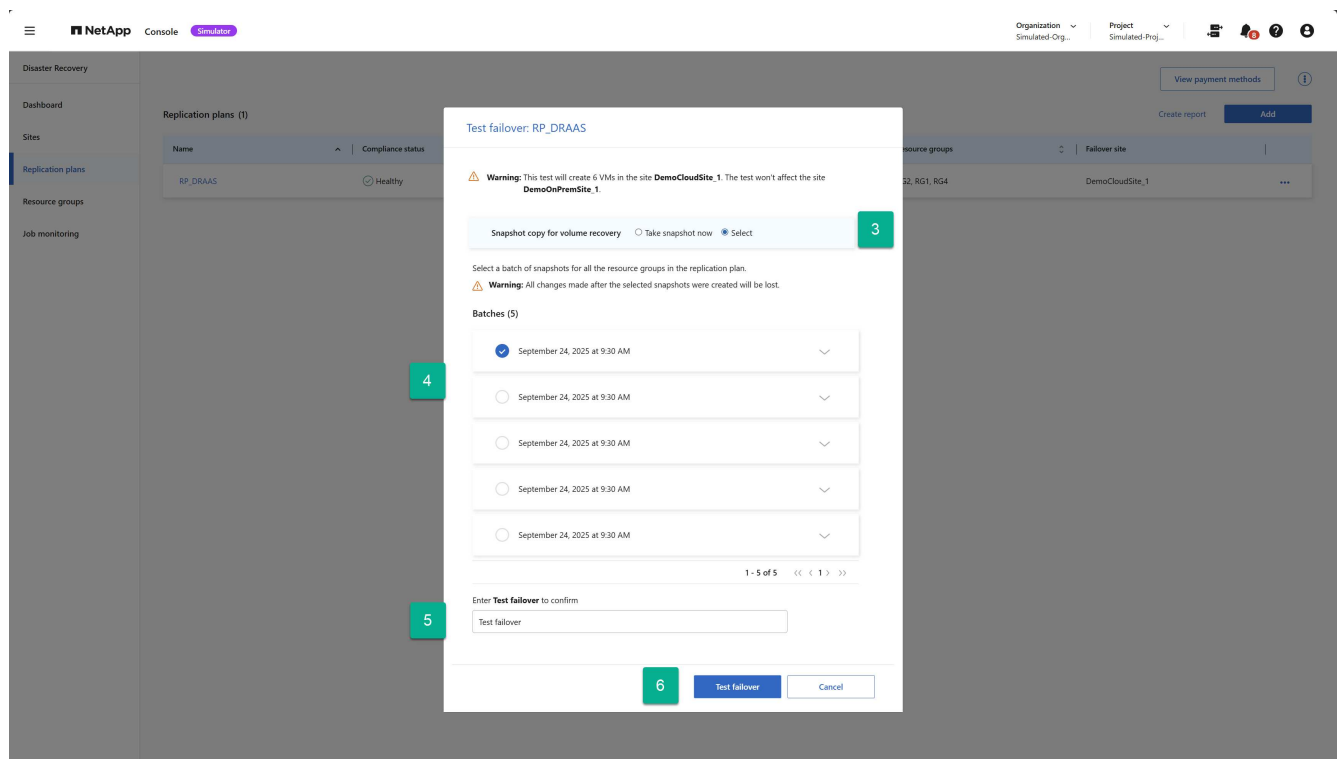 NetApp Console Simulator
Organization
Simulated-Org...
Project
Simulated-Proj...
8
Disaster Recovery
Dashboard
Sites
Replication plans
Resource groups
Job monitoring
View payment methods
Replication plans (1)
Create report
Add
Name
Compliance status
esource groups
Failover site
RP_DRAAS
Healthy
G2, RG1, RG4
DemoCloudSite_1
Test failover: RP_DRAAS
Warning: This test will create 6 VMs in the site DemoCloudSite_1. The test won't affect the site
DemoOnPremSite_1.
Snapshot copy for volume recovery Take snapshot now Select
3
Select a batch of snapshots for all the resource groups in the replication plan.
Warning: All changes made after the selected snapshots were created will be lost.
Batches (5)
September 24, 2025 at 9:30 AM
4
September 24, 2025 at 9:30 AM
September 24, 2025 at 9:30 AM
September 24, 2025 at 9:30 AM
September 24, 2025 at 9:30 AM
1 - 5 of 5 << < 1 > >>
Enter Test failover to confirm
5
Test failover
6
Test failover
Cancel